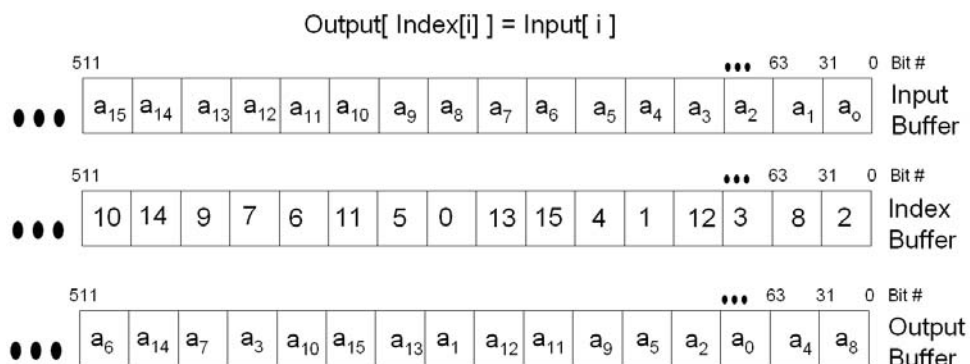 Output[ Index[i] ] = Input[ i ]
511 ••• 63 31 0 Bit #
••• a₁₅ a₁₄ a₁₃ a₁₂ a₁₁ a₁₀ a₉ a₈ a₇ a₆ a₅ a₄ a₃ a₂ a₁ a₀ Input
Buffer
511 ••• 63 31 0 Bit #
••• 10 14 9 7 6 11 5 0 13 15 4 1 12 3 8 2 Index
Buffer
511 ••• 63 31 0 Bit #
••• a₆ a₁₄ a₇ a₃ a₁₀ a₁₅ a₁₃ a₁ a₁₂ a₁₁ a₉ a₅ a₂ a₀ a₄ a₈ Output
Buffer